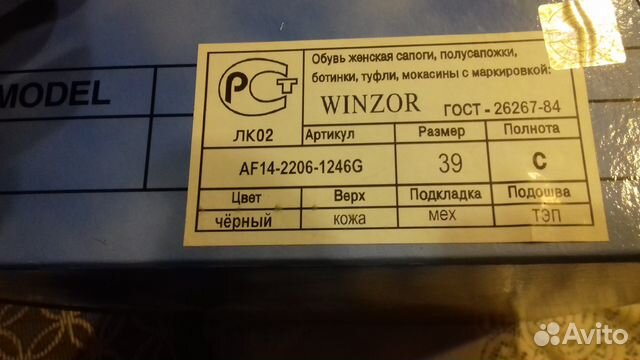 MODEL
Обувь женская сапоги, полусапожки,
ботинки, туфли, мокасины с маркировкой:
РСТ
WINZOR ГОСТ - 26267-84
ЛК02 Артикул Размер Полнота
AF14-2206-1246G 39 С
Цвет Верх Подкладка Подошва
чёрный кожа мех ТЭП
Avito